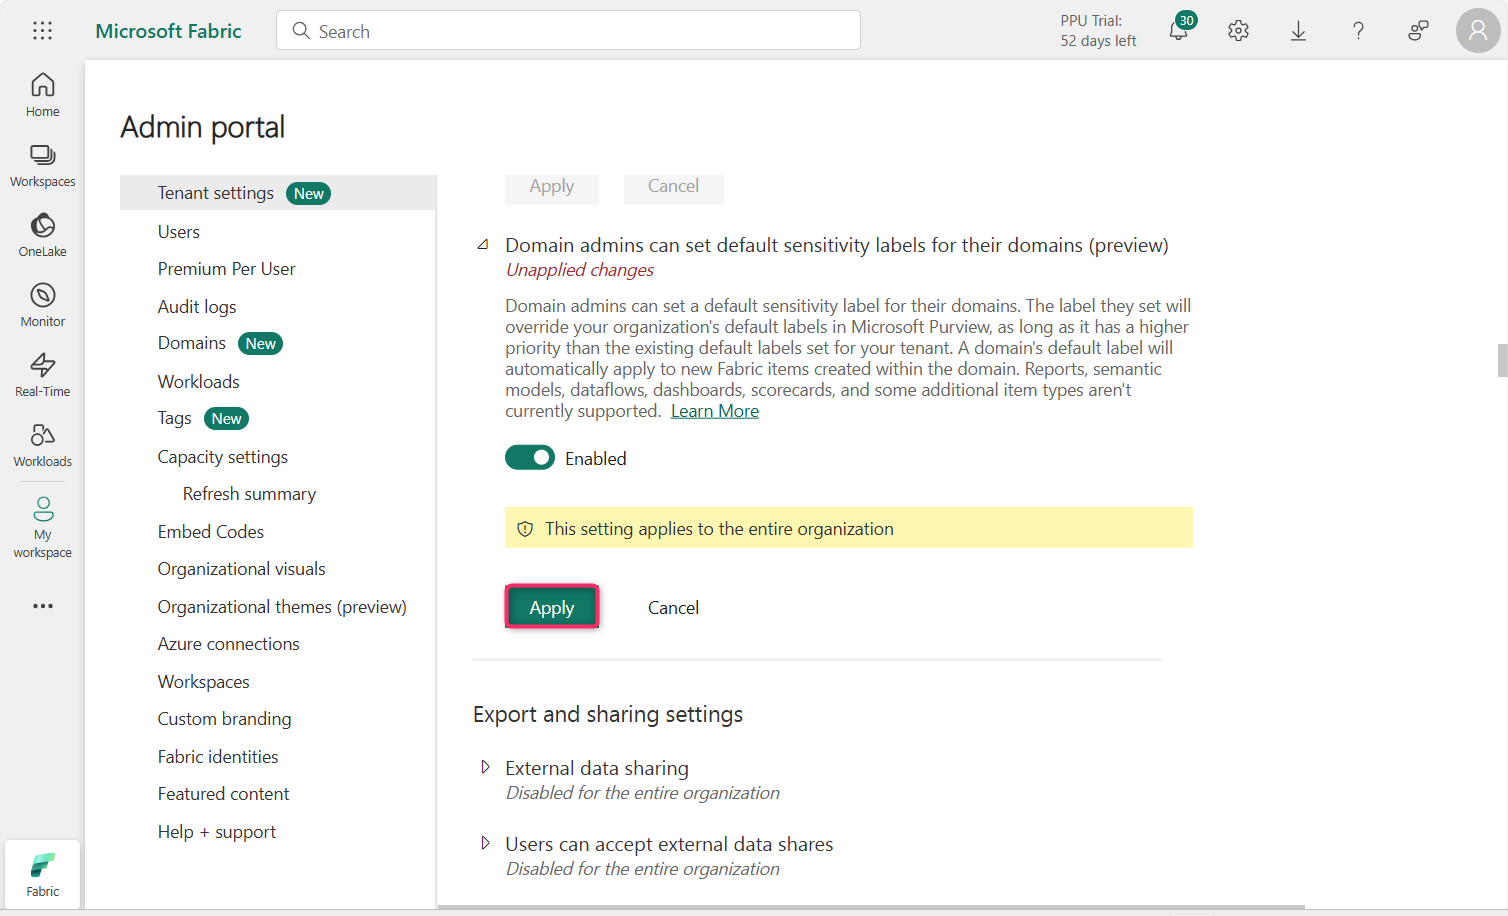 Microsoft Fabric
Search
PPU Trial:
52 days left
30
Home
Workspaces
OneLake
Monitor
Real-Time
Workloads
My
workspace
Fabric
Admin portal
Tenant settings New
Users
Premium Per User
Audit logs
Domains New
Workloads
Tags New
Capacity settings
Refresh summary
Embed Codes
Organizational visuals
Organizational themes (preview)
Azure connections
Workspaces
Custom branding
Fabric identities
Featured content
Help + support
Apply Cancel
Domain admins can set default sensitivity labels for their domains (preview)
Unapplied changes
Domain admins can set a default sensitivity label for their domains. The label they set will
override your organization's default labels in Microsoft Purview, as long as it has a higher
priority than the existing default labels set for your tenant. A domain's default label will
automatically apply to new Fabric items created within the domain. Reports, semantic
models, dataflows, dashboards, scorecards, and some additional item types aren't
currently supported. Learn More
Enabled
This setting applies to the entire organization
Apply Cancel
Export and sharing settings
External data sharing
Disabled for the entire organization
Users can accept external data shares
Disabled for the entire organization